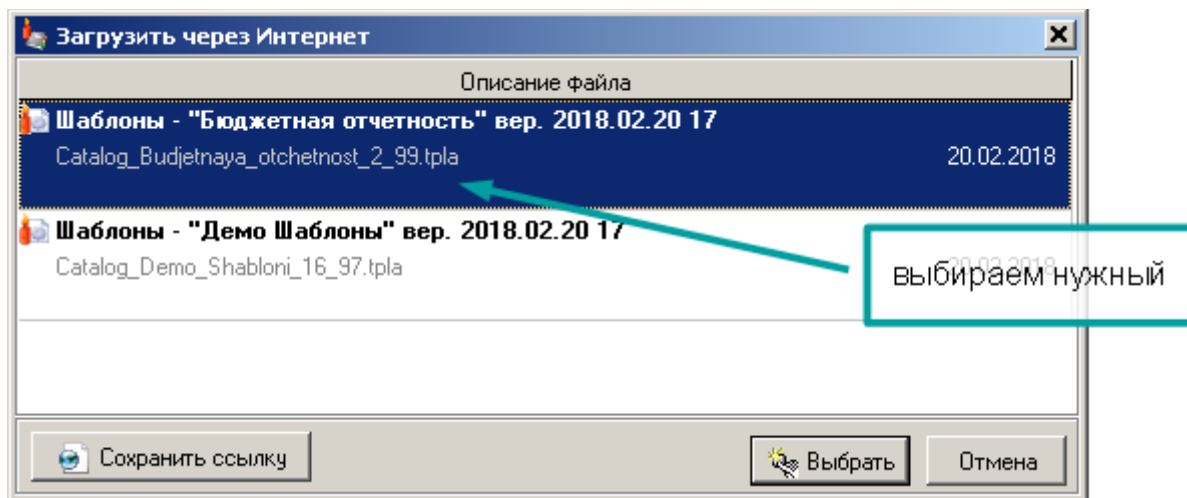 Загрузить через Интернет
Описание файла
Шаблоны - "Бюджетная отчетность" вер. 2018.02.20 17
Catalog_Budjetnaya_otchetnost_2_99.tpla 20.02.2018
Шаблоны - "Демо Шаблоны" вер. 2018.02.20 17
Catalog_Demo_Shabloni_16_97.tpla
выбираем нужный
Сохранить ссылку Выбрать Отмена